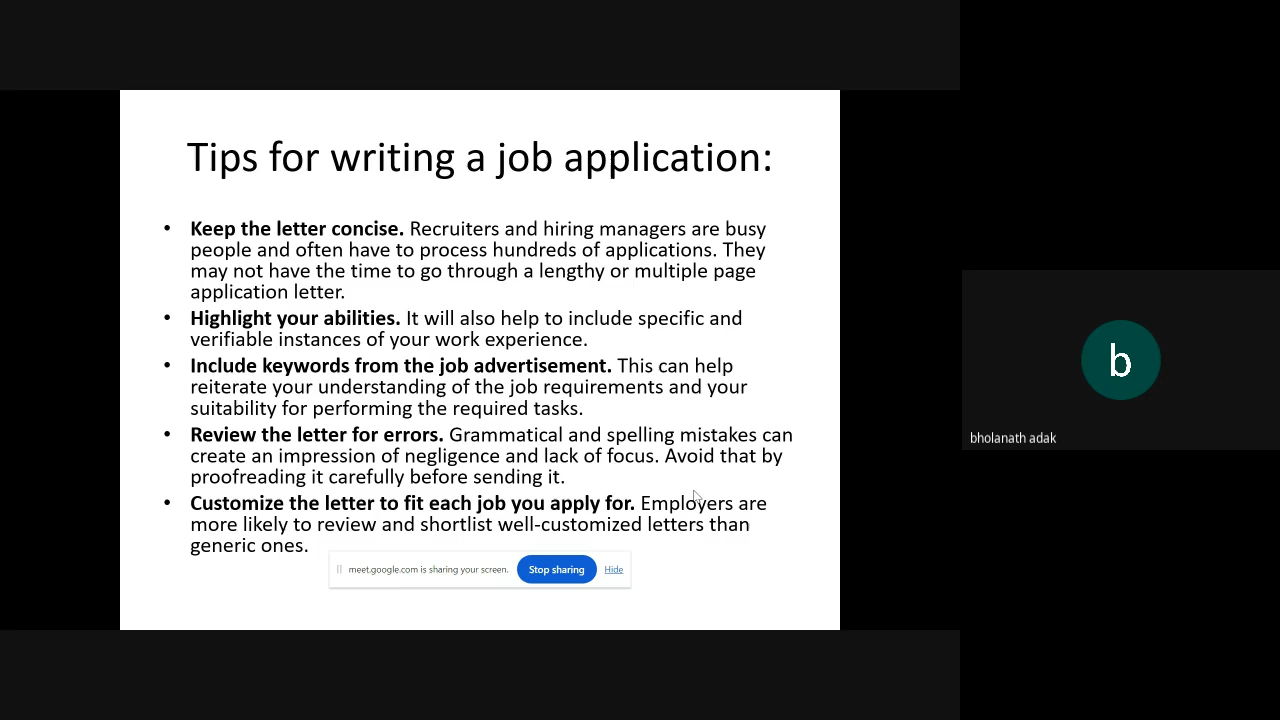 Tips for writing a job application:
• Keep the letter concise. Recruiters and hiring managers are busy
people and often have to process hundreds of applications. They
may not have the time to go through a lengthy or multiple page
application letter.
• Highlight your abilities. It will also help to include specific and
verifiable instances of your work experience.
• Include keywords from the job advertisement. This can help
reiterate your understanding of the job requirements and your
suitability for performing the required tasks.
• Review the letter for errors. Grammatical and spelling mistakes can
create an impression of negligence and lack of focus. Avoid that by
proofreading it carefully before sending it.
• Customize the letter to fit each job you apply for. Employers are
more likely to review and shortlist well-customized letters than
generic ones.
meet.google.com is sharing your screen. Stop sharing Hide
b
bholanath adak